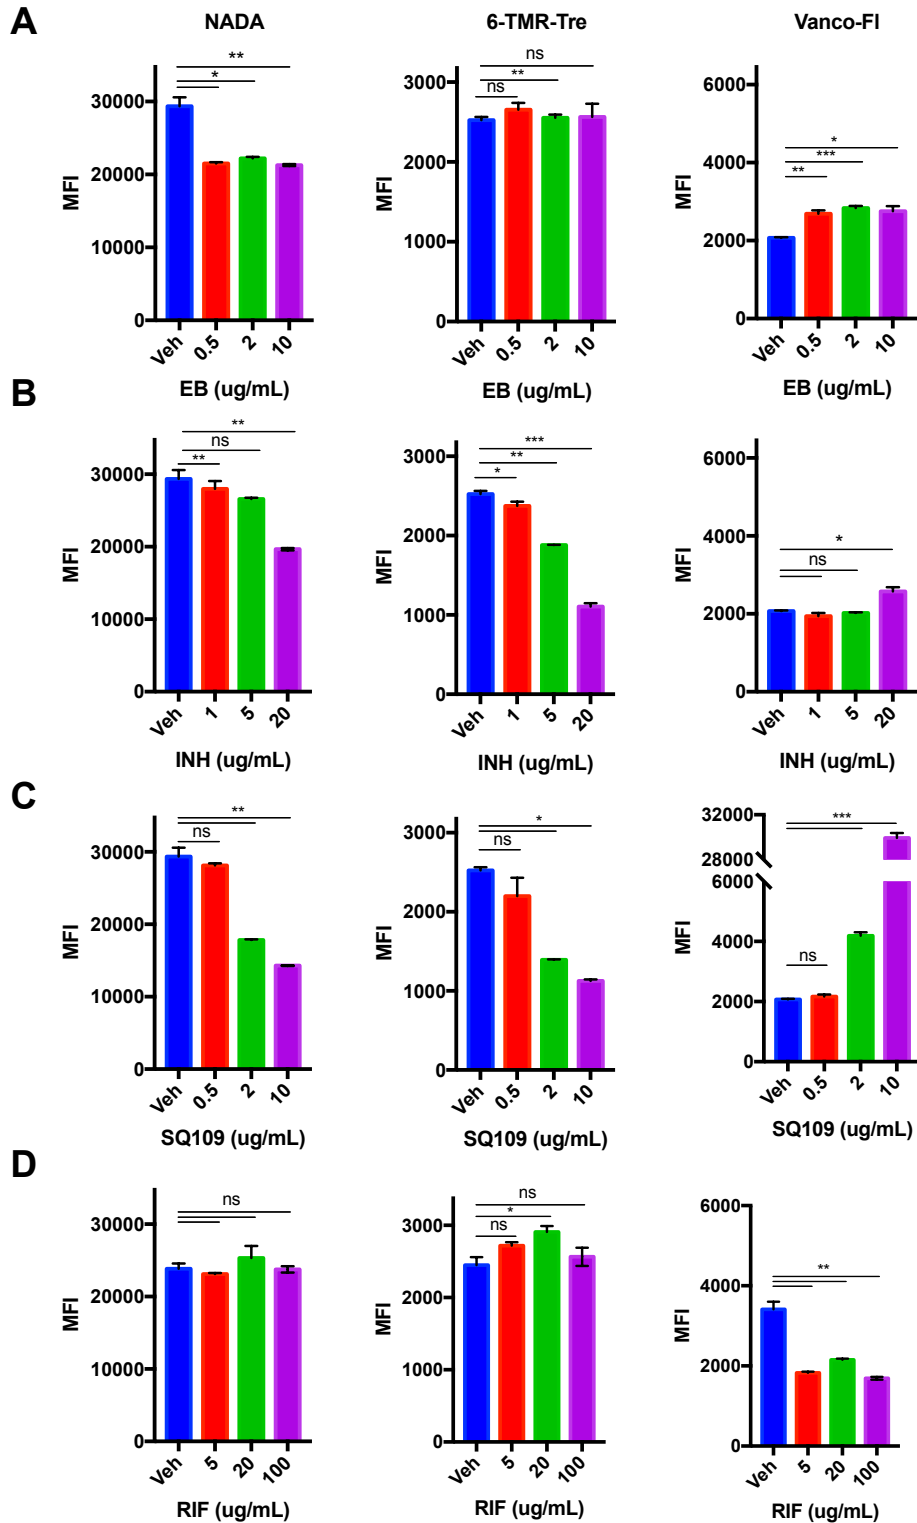 A
NADA
6-TMR-Tre
Vanco-Fl
**
*
30000
20000
10000
0
MFI
Veh
0.5
2
10
EB (ug/mL)
ns
**
ns
3000
2000
1000
0
MFI
Veh
0.5
2
10
EB (ug/mL)
*
***
**
6000
4000
2000
0
MFI
Veh
0.5
2
10
EB (ug/mL)
B
**
ns
**
30000
20000
10000
0
MFI
Veh
1
5
20
INH (ug/mL)
***
**
*
3000
2000
1000
0
MFI
Veh
1
5
20
INH (ug/mL)
*
ns
6000
4000
2000
0
MFI
Veh
1
5
20
INH (ug/mL)
C
**
ns
30000
20000
10000
0
MFI
Veh
0.5
2
10
SQ109 (ug/mL)
*
ns
3000
2000
1000
0
MFI
Veh
0.5
2
10
SQ109 (ug/mL)
***
ns
32000
28000
6000
4000
2000
0
MFI
Veh
0.5
2
10
SQ109 (ug/mL)
D
ns
30000
20000
10000
0
MFI
Veh
5
20
100
RIF (ug/mL)
ns
*
ns
3000
2000
1000
0
MFI
Veh
5
20
100
RIF (ug/mL)
**
6000
4000
2000
0
MFI
Veh
5
20
100
RIF (ug/mL)